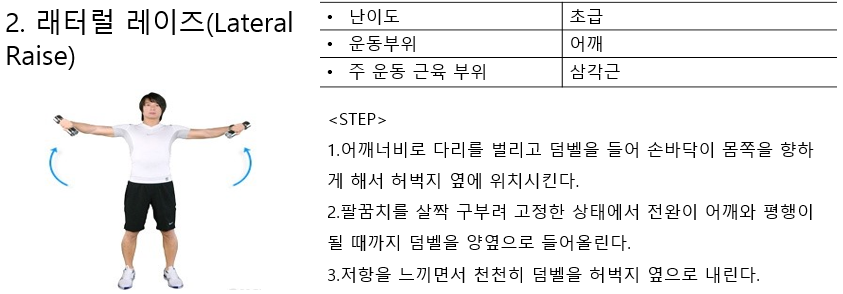 2. 래터럴 레이즈(Lateral
Raise)
• 난이도 초급
• 운동부위 어깨
• 주 운동 근육 부위 삼각근
<STEP>
1.어깨너비로 다리를 벌리고 덤벨을 들어 손바닥이 몸쪽을 향하
게 해서 허벅지 옆에 위치시킨다.
2.팔꿈치를 살짝 구부려 고정한 상태에서 전완이 어깨와 평행이
될 때까지 덤벨을 양옆으로 들어올린다.
3.저항을 느끼면서 천천히 덤벨을 허벅지 옆으로 내린다.